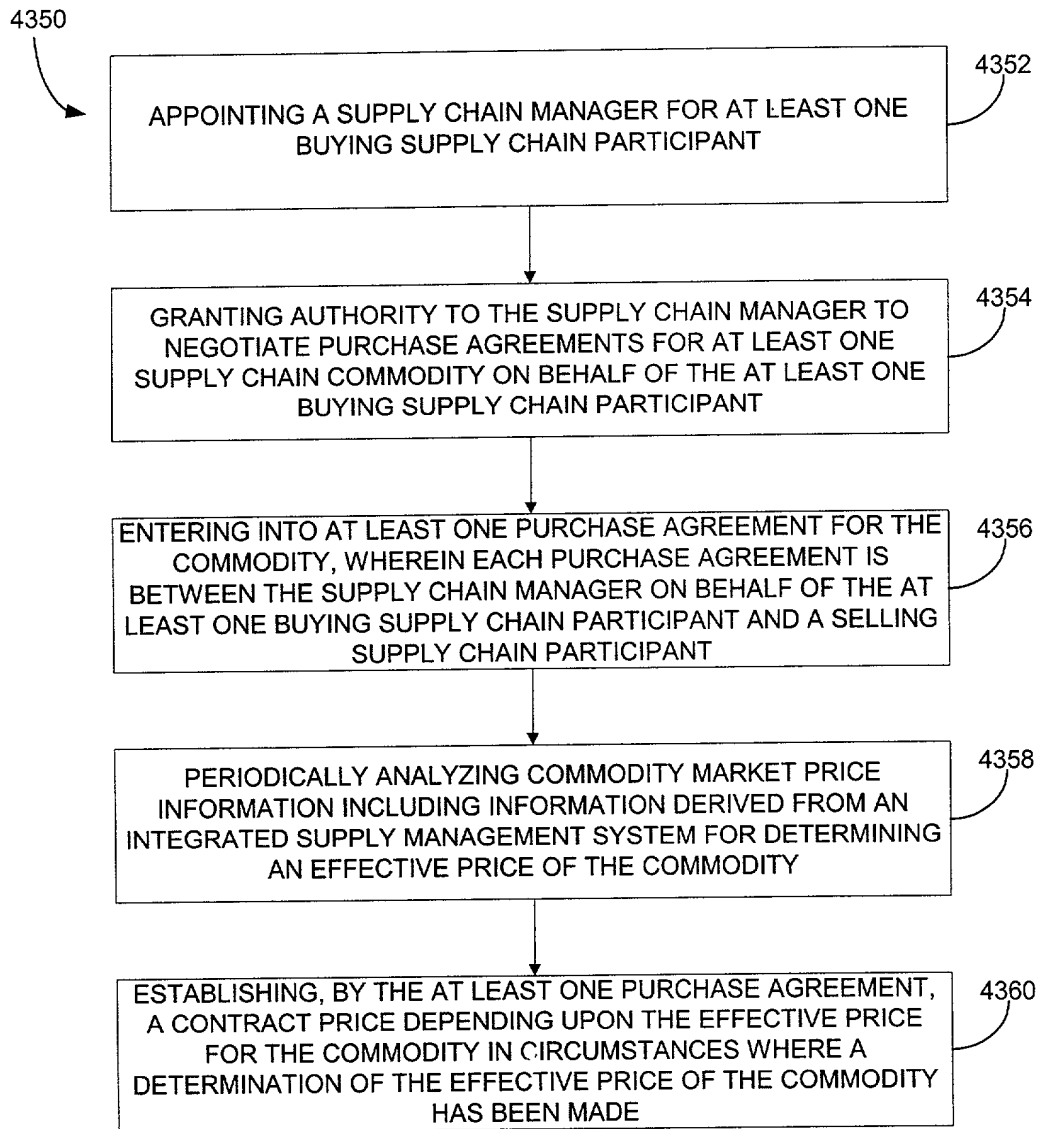 4350
4352
APPOINTING A SUPPLY CHAIN MANAGER FOR AT LEAST ONE
BUYING SUPPLY CHAIN PARTICIPANT
4354
GRANTING AUTHORITY TO THE SUPPLY CHAIN MANAGER TO
NEGOTIATE PURCHASE AGREEMENTS FOR AT LEAST ONE
SUPPLY CHAIN COMMODITY ON BEHALF OF THE AT LEAST ONE
BUYING SUPPLY CHAIN PARTICIPANT
4356
ENTERING INTO AT LEAST ONE PURCHASE AGREEMENT FOR THE
COMMODITY, WHEREIN EACH PURCHASE AGREEMENT IS
BETWEEN THE SUPPLY CHAIN MANAGER ON BEHALF OF THE AT
LEAST ONE BUYING SUPPLY CHAIN PARTICIPANT AND A SELLING
SUPPLY CHAIN PARTICIPANT
4358
PERIODICALLY ANALYZING COMMODITY MARKET PRICE
INFORMATION INCLUDING INFORMATION DERIVED FROM AN
INTEGRATED SUPPLY MANAGEMENT SYSTEM FOR DETERMINING
AN EFFECTIVE PRICE OF THE COMMODITY
4360
ESTABLISHING, BY THE AT LEAST ONE PURCHASE AGREEMENT,
A CONTRACT PRICE DEPENDING UPON THE EFFECTIVE PRICE
FOR THE COMMODITY IN CIRCUMSTANCES WHERE A
DETERMINATION OF THE EFFECTIVE PRICE OF THE COMMODITY
HAS BEEN MADE